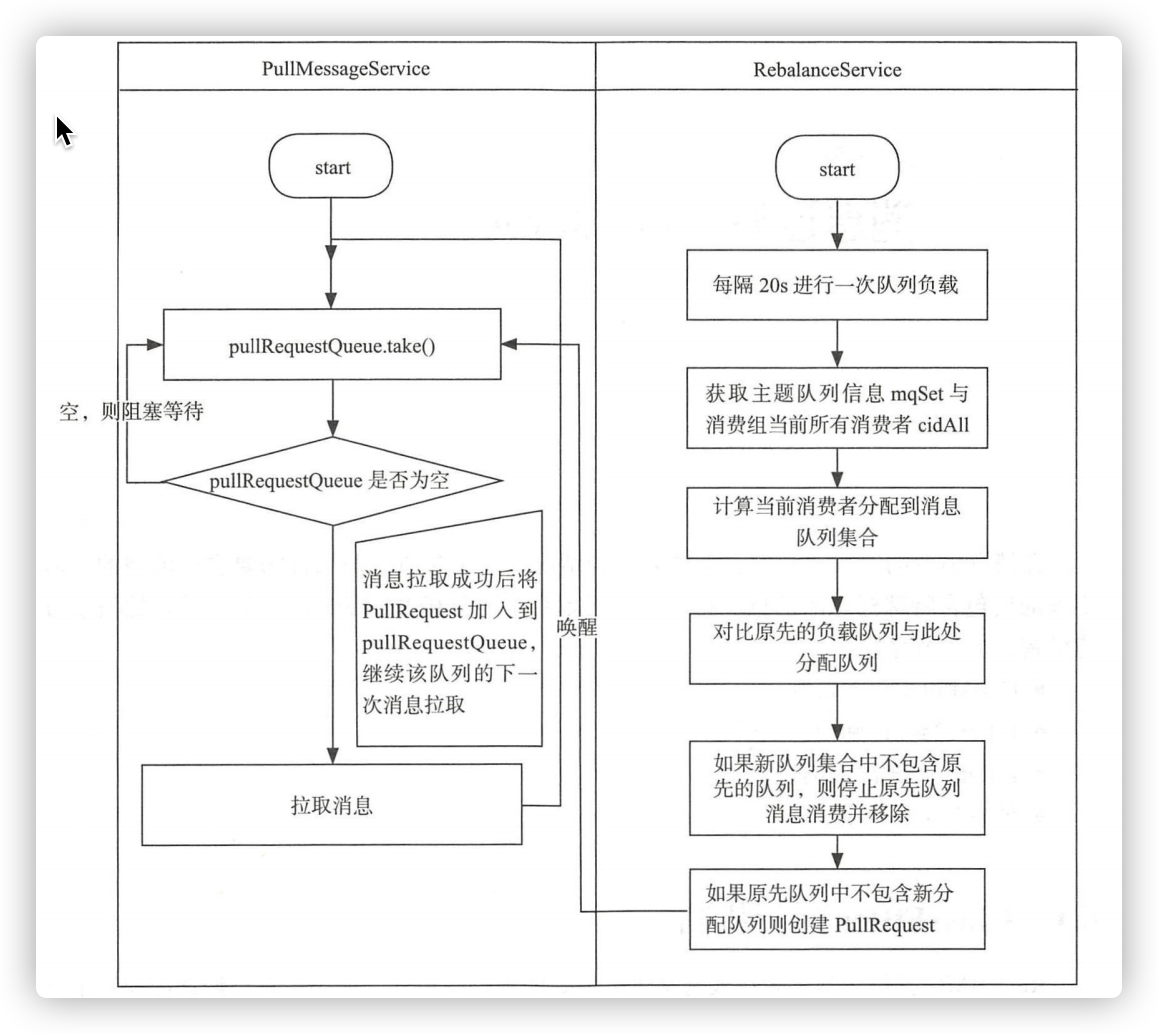 PullMessageService
start
pullRequestQueue.take()
空，则阻塞等待
pullRequestQueue 是否为空
消息拉取成功后将
PullRequest 加入到
pullRequestQueue，
继续该队列的下一
次消息拉取
唤醒
拉取消息
RebalanceService
start
每隔 20s 进行一次队列负载
获取主题队列信息 mqSet 与
消费组当前所有消费者 cidAll
计算当前消费者分配到消息
队列集合
对比原先的负载队列与此处
分配队列
如果新队列集合中不包含原
先的队列，则停止原先队列
消息消费并移除
如果原先队列中不包含新分
配队列则创建 PullRequest